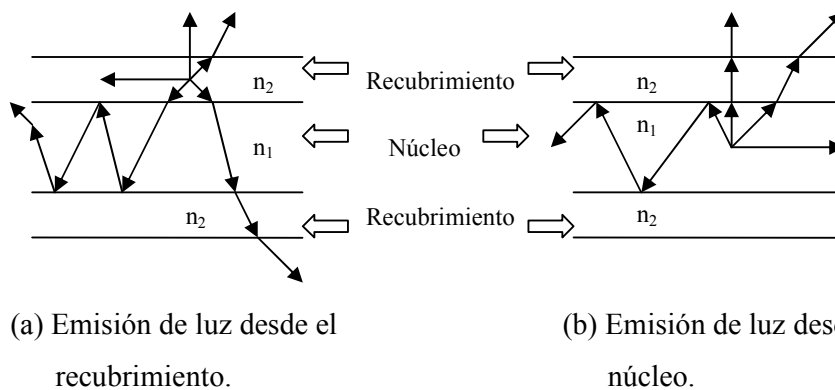 n₂
Recubrimiento
n₂
n₁
Núcleo
n₁
n₂
Recubrimiento
n₂
(a) Emisión de luz desde el
recubrimiento.
(b) Emisión de luz
núcleo.